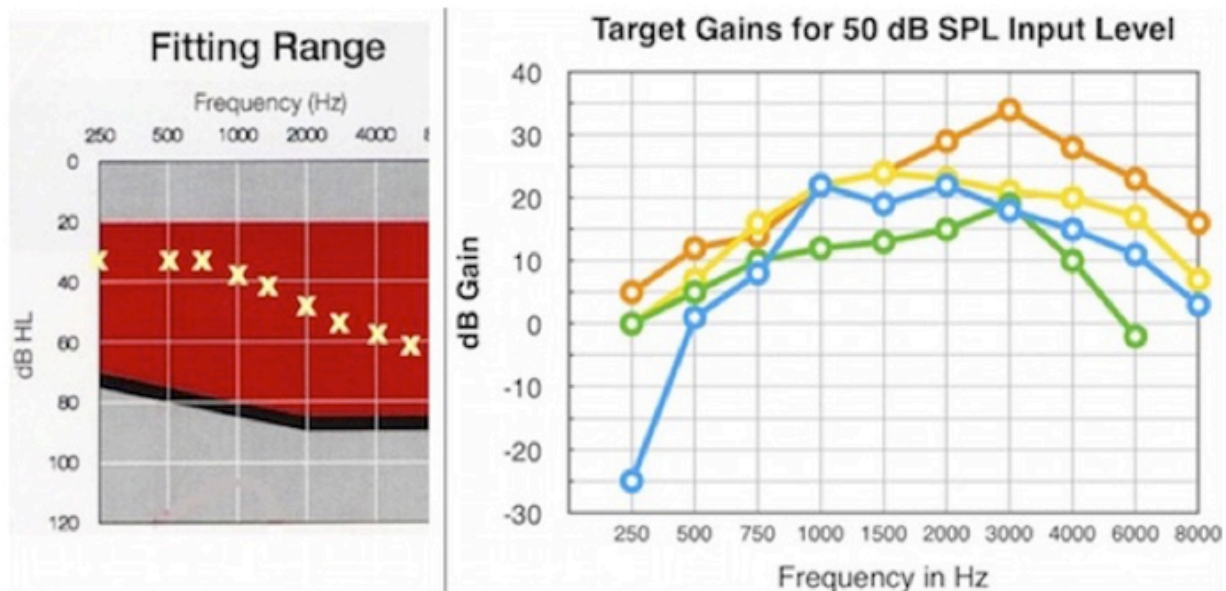 Fitting Range
Frequency (Hz)
250 500 1000 2000 4000 8
0
20
40
60
80
100
120
dB HL
x x x x x x x x x
Target Gains for 50 dB SPL Input Level
40
30
20
10
0
-10
-20
-30
dB Gain
250 500 750 1000 1500 2000 3000 4000 6000 8000
Frequency in Hz